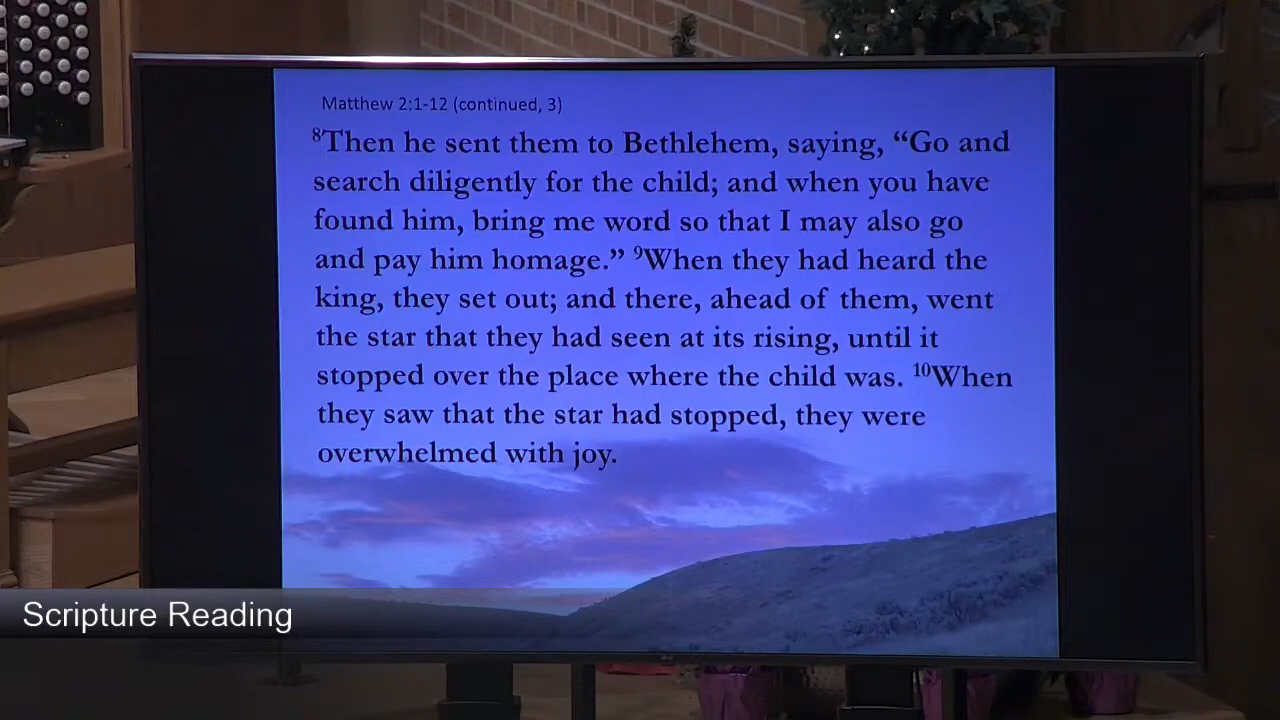 Matthew 2:1-12 (continued, 3)
⁸Then he sent them to Bethlehem, saying, “Go and
search diligently for the child; and when you have
found him, bring me word so that I may also go
and pay him homage.” ⁹When they had heard the
king, they set out; and there, ahead of them, went
the star that they had seen at its rising, until it
stopped over the place where the child was. ¹⁰When
they saw that the star had stopped, they were
overwhelmed with joy.
Scripture Reading